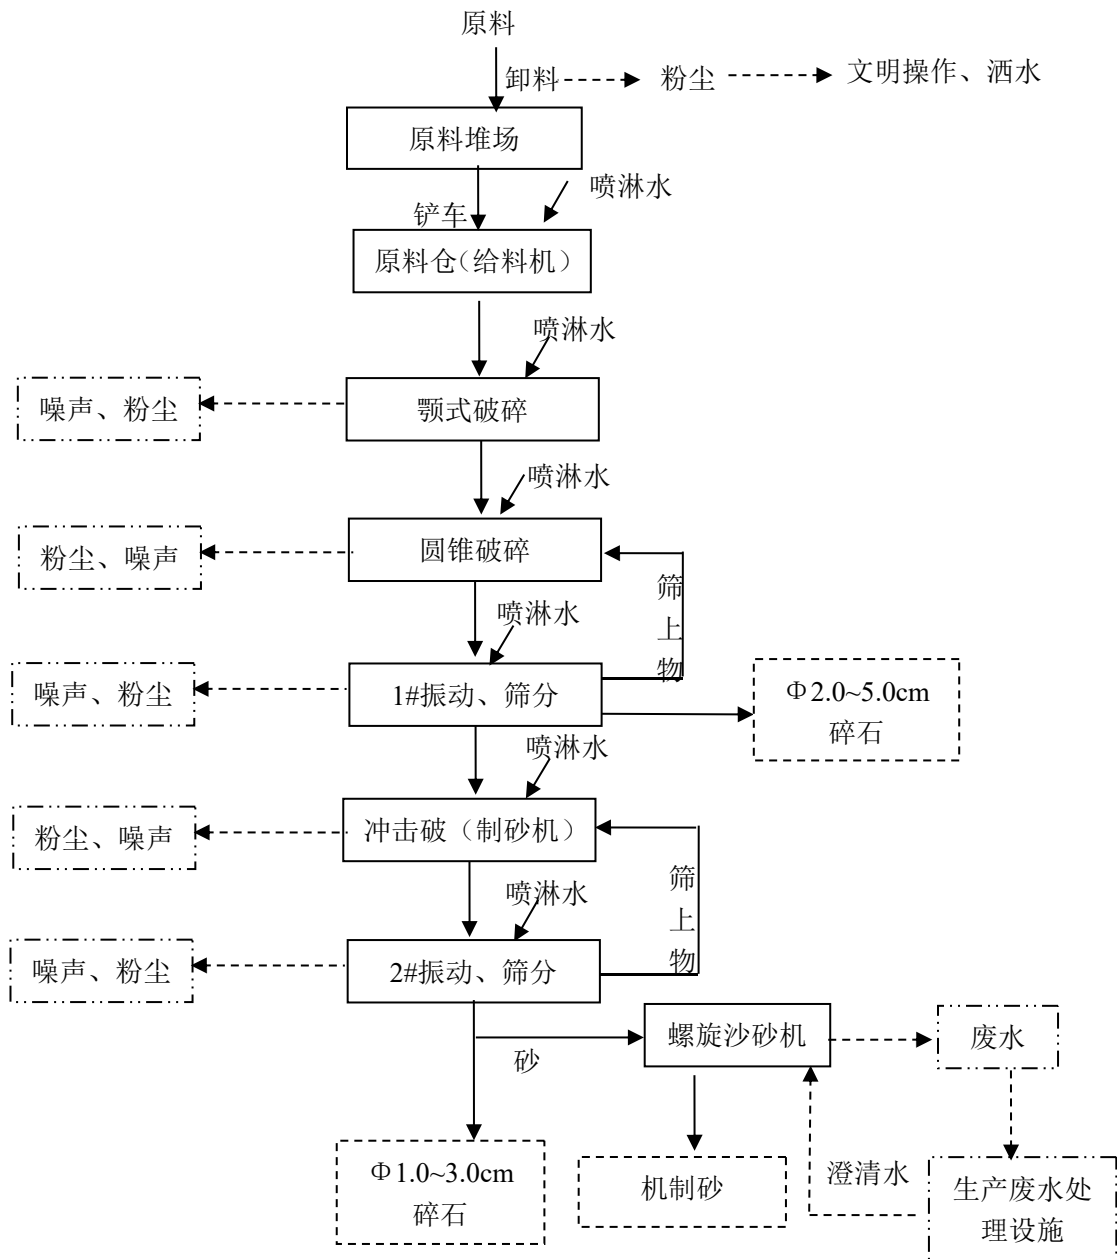 原料
卸料
粉尘
文明操作、洒水
原料堆场
喷淋水
铲车
原料仓（给料机）
喷淋水
噪声、粉尘
颚式破碎
喷淋水
粉尘、噪声
圆锥破碎
筛
上
物
喷淋水
噪声、粉尘
1#振动、筛分
Φ2.0~5.0cm
碎石
喷淋水
粉尘、噪声
冲击破（制砂机）
筛
上
物
喷淋水
噪声、粉尘
2#振动、筛分
螺旋沙砂机
废水
砂
Φ1.0~3.0cm
碎石
机制砂
澄清水
生产废水处
理设施